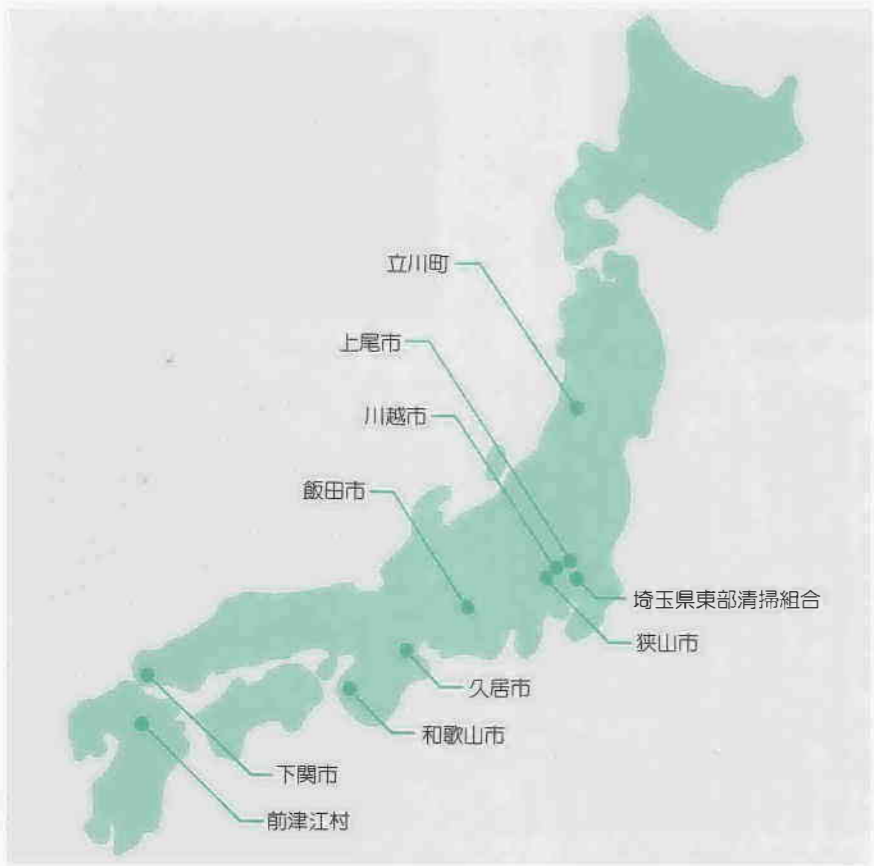 立川町
上尾市
川越市
飯田市
埼玉県東部清掃組合
狭山市
久居市
和歌山市
下関市
前津江村